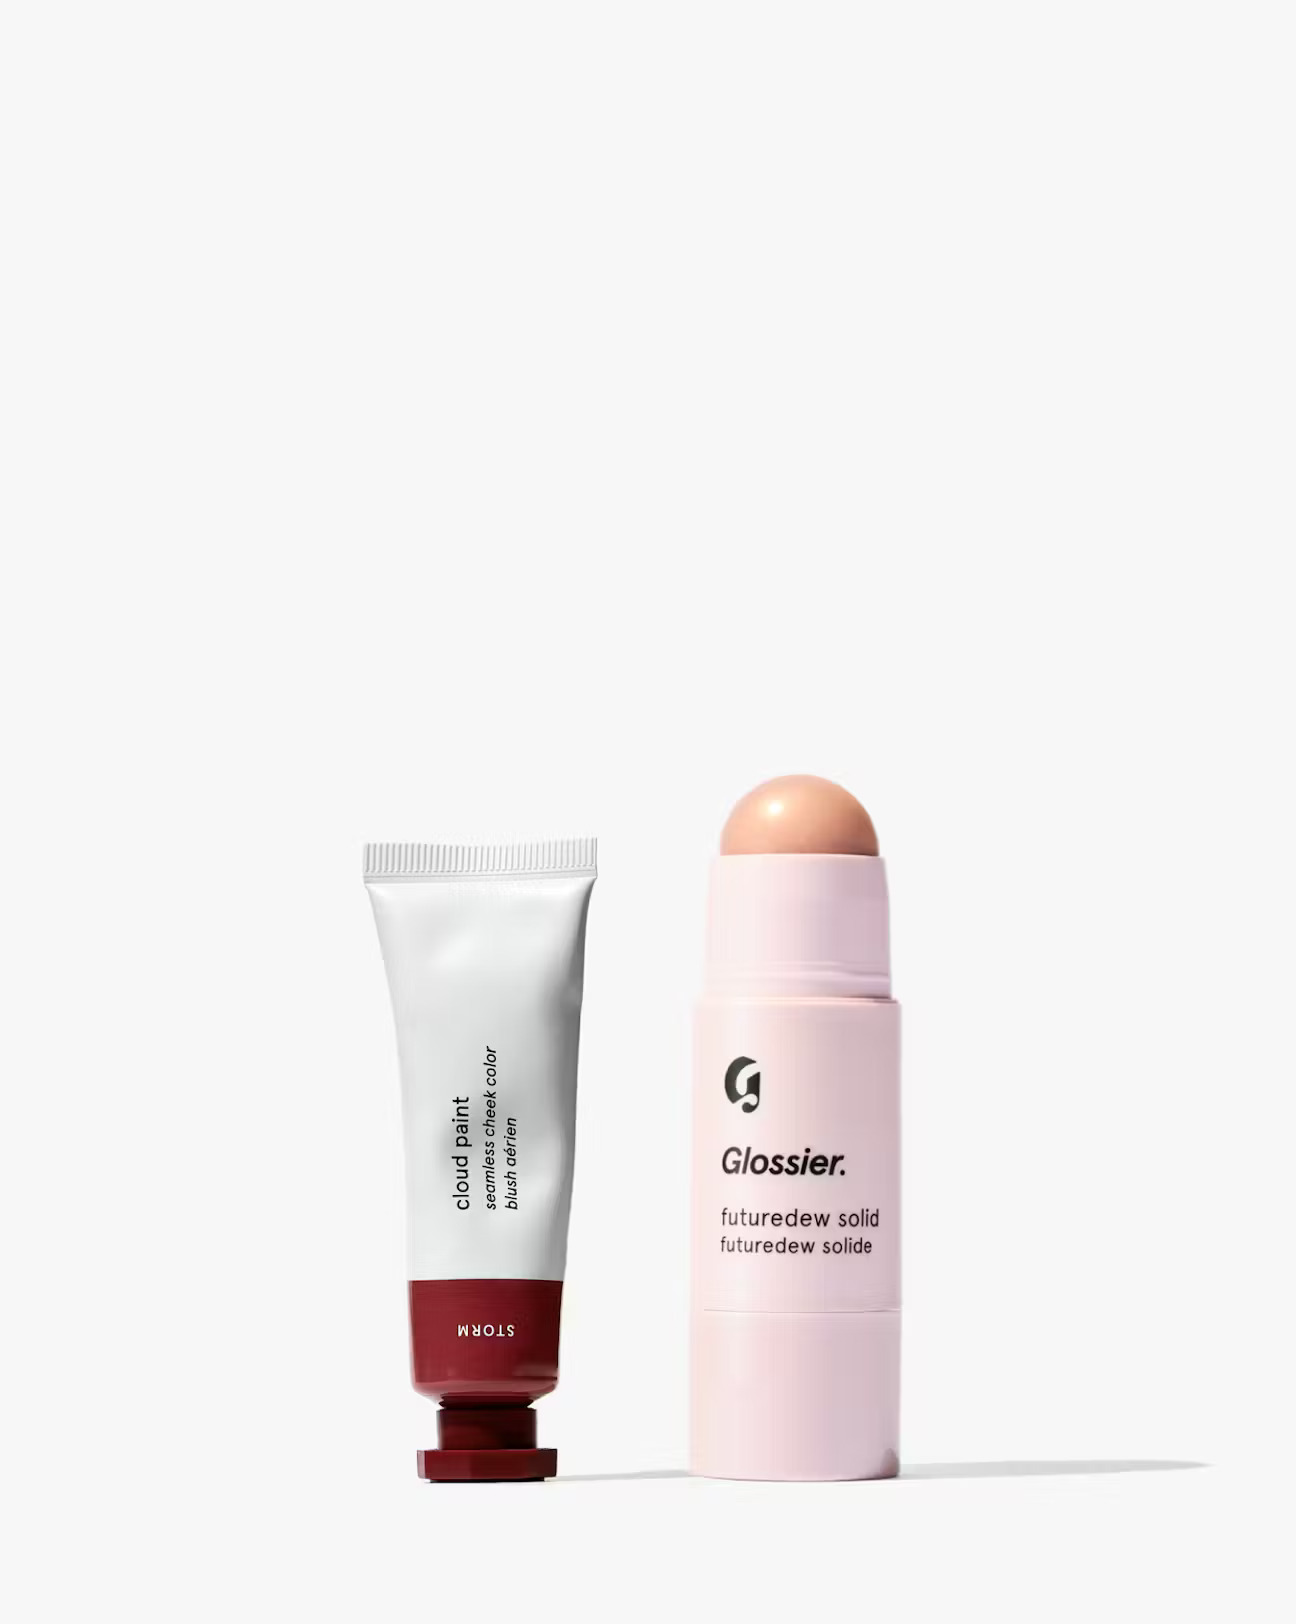 cloud paint
seamless cheek color
blush aérien
STORM
Glossier.
futuredew solid
futuredew solide